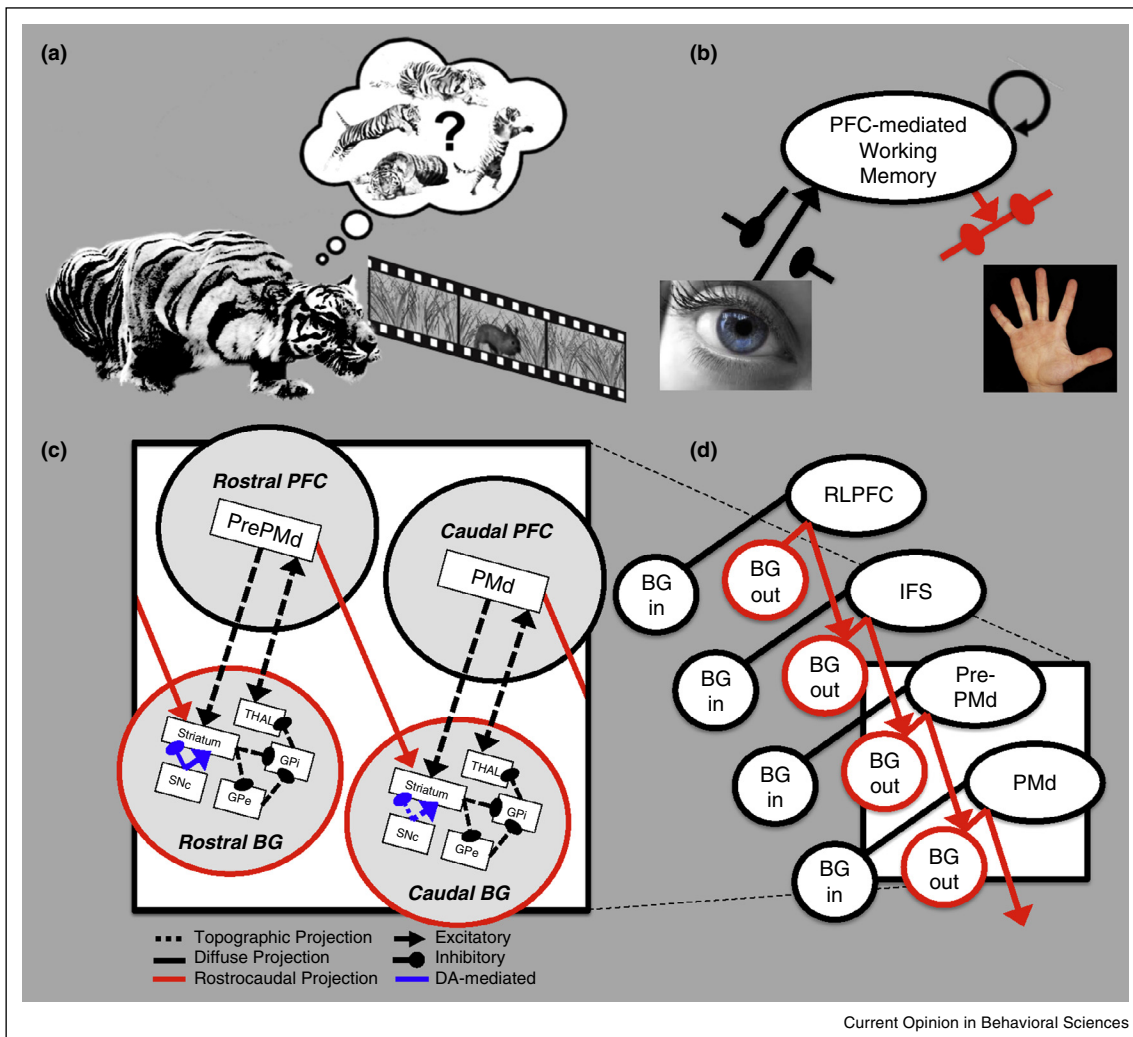 (a)
?
(b)
PFC-mediated
Working
Memory
(c)
Rostral PFC
PrePMd
Caudal PFC
PMd
THAL
Striatum
GPi
SNc
GPe
Rostral BG
THAL
Striatum
GPi
SNc
GPe
Caudal BG
(d)
RLPFC
BG
in
BG
out
IFS
BG
in
BG
out
Pre-
PMd
BG
in
BG
out
PMd
BG
in
BG
out
Topographic Projection
Excitatory
Diffuse Projection
Inhibitory
Rostrocaudal Projection
DA-mediated
Current Opinion in Behavioral Sciences